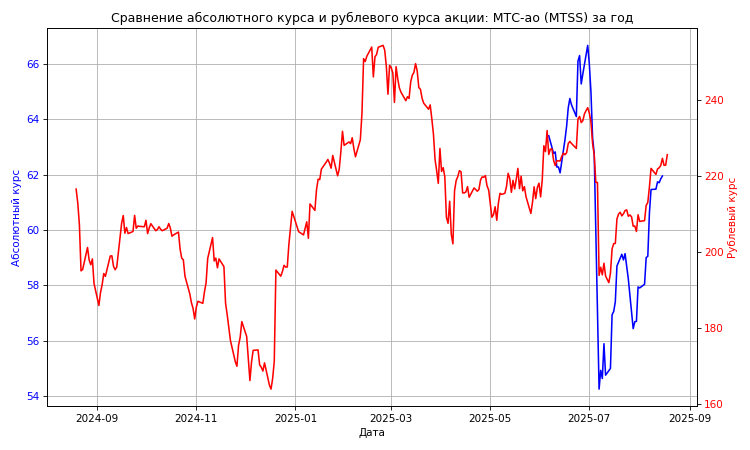 Сравнение абсолютного курса и рублевого курса акции: МТС-ао (MTSS) за год
Абсолютный курс
66
64
62
60
58
56
54
240
220
200
180
160
Рублевый курс
2024-09 2024-11 2025-01 2025-03 2025-05 2025-07 2025-09
Дата